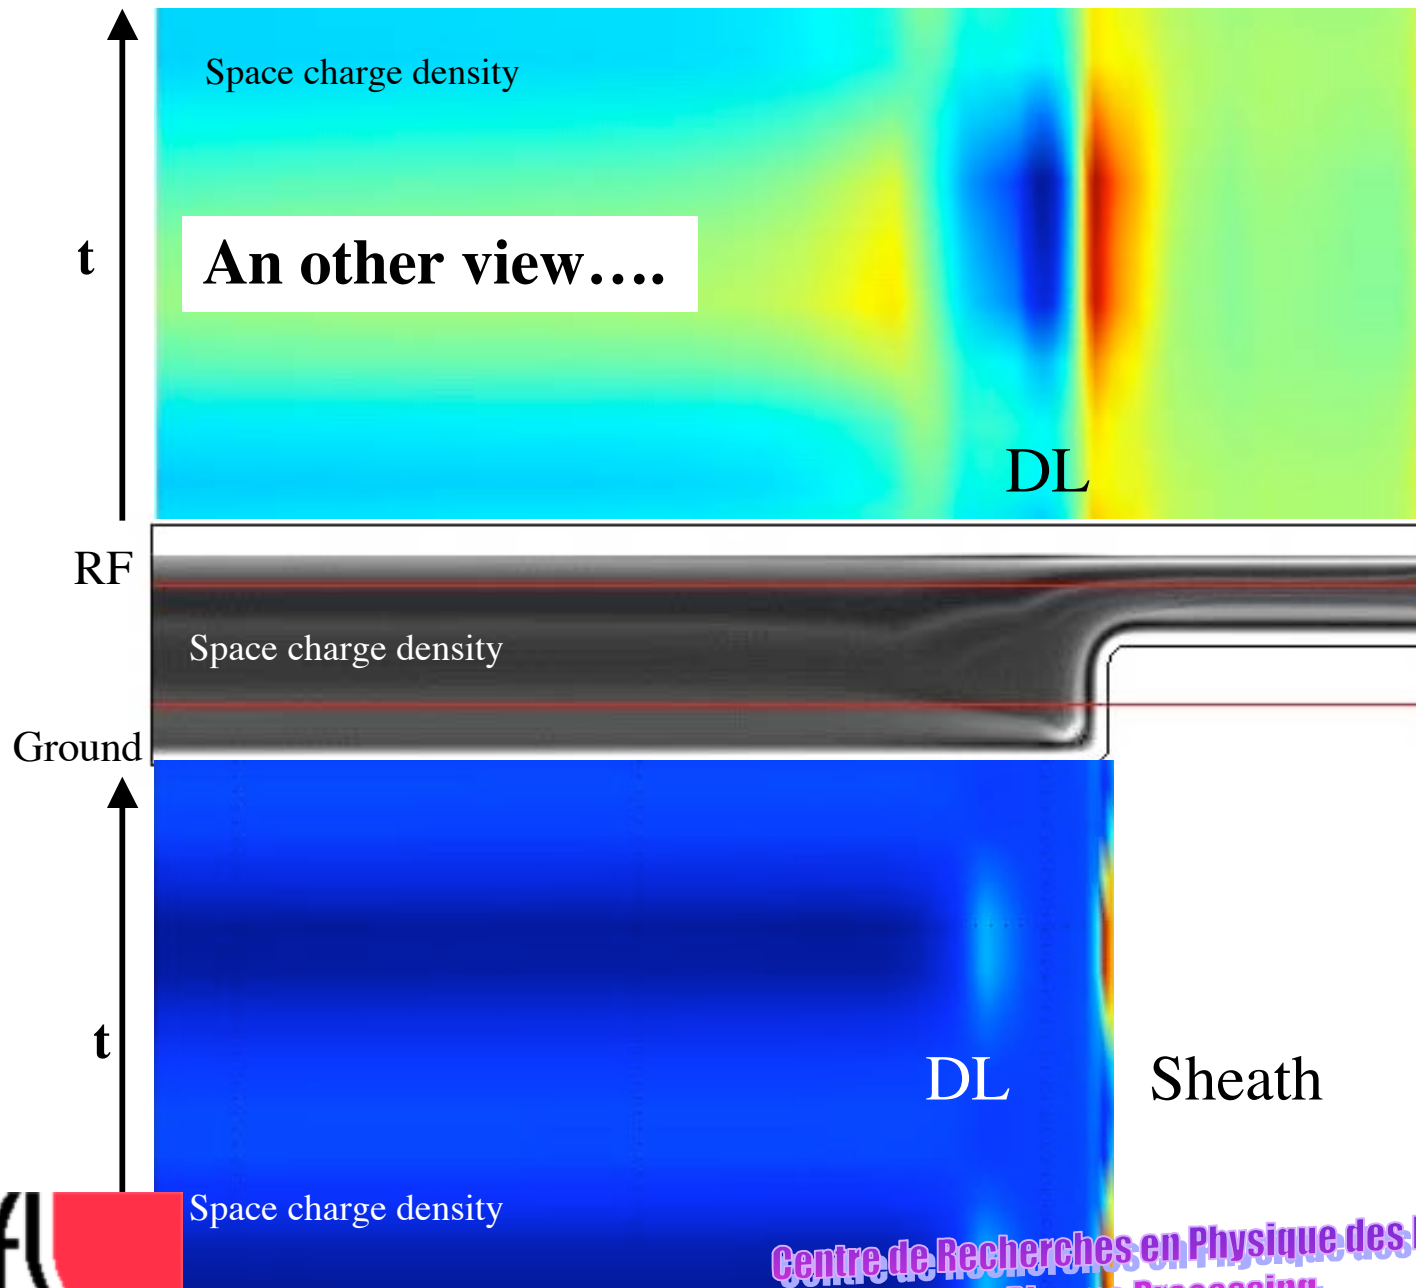 Space charge density
t
An other view….
DL
RF
Space charge density
Ground
t
DL
Sheath
Space charge density
Centre de Recherches en Physique des
Processing